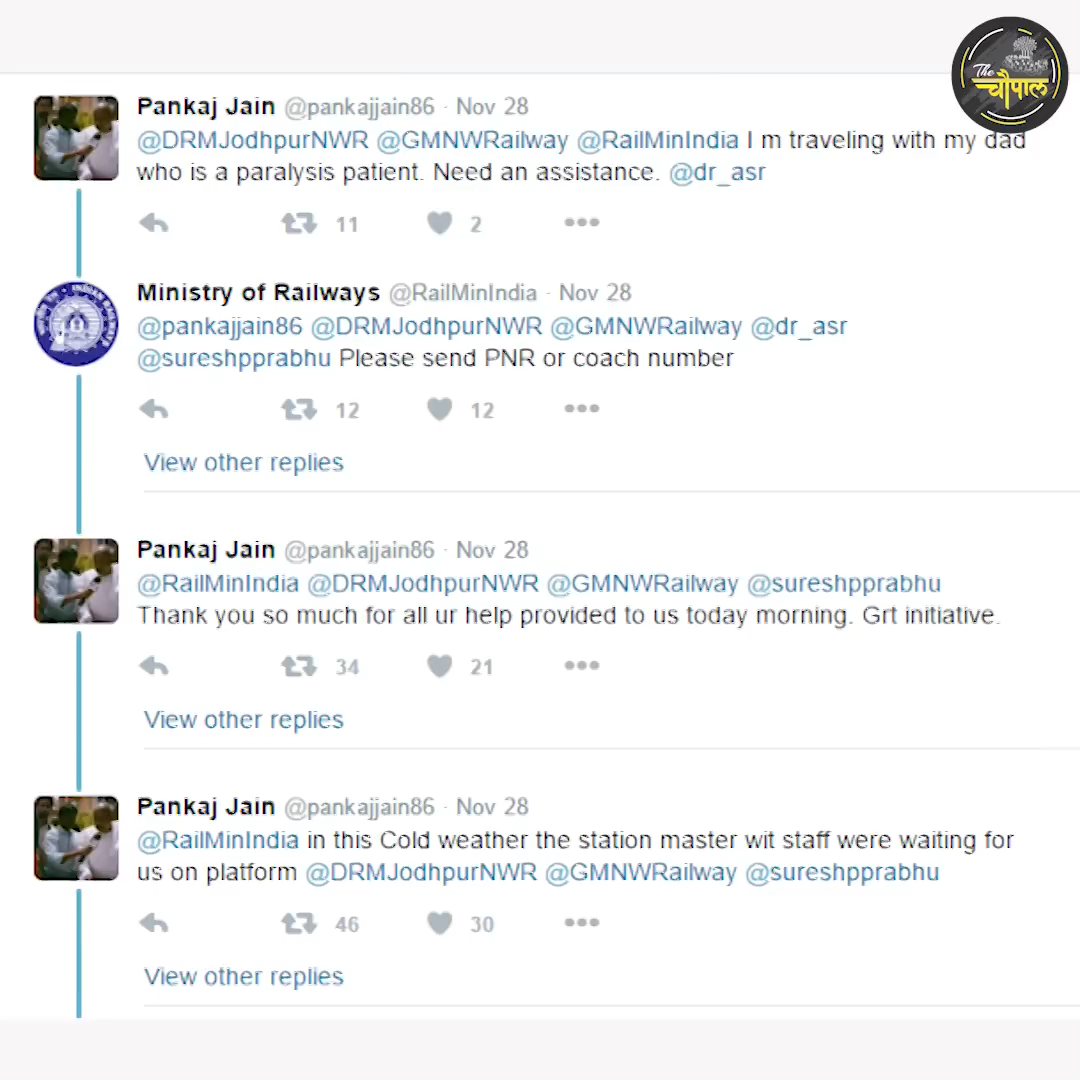 The
चौपाल
Pankaj Jain @pankajjain86 · Nov 28
@DRMJodhpurNWR @GMNWRailway @RailMinIndia I m traveling with my dad
who is a paralysis patient. Need an assistance. @dr_asr
11 2
Ministry of Railways @RailMinIndia · Nov 28
@pankajjain86 @DRMJodhpurNWR @GMNWRailway @dr_asr
@sureshpprabhu Please send PNR or coach number
12 12
View other replies
Pankaj Jain @pankajjain86 · Nov 28
@RailMinIndia @DRMJodhpurNWR @GMNWRailway @sureshpprabhu
Thank you so much for all ur help provided to us today morning. Grt initiative.
34 21
View other replies
Pankaj Jain @pankajjain86 · Nov 28
@RailMinIndia in this Cold weather the station master wit staff were waiting for
us on platform @DRMJodhpurNWR @GMNWRailway @sureshpprabhu
46 30
View other replies